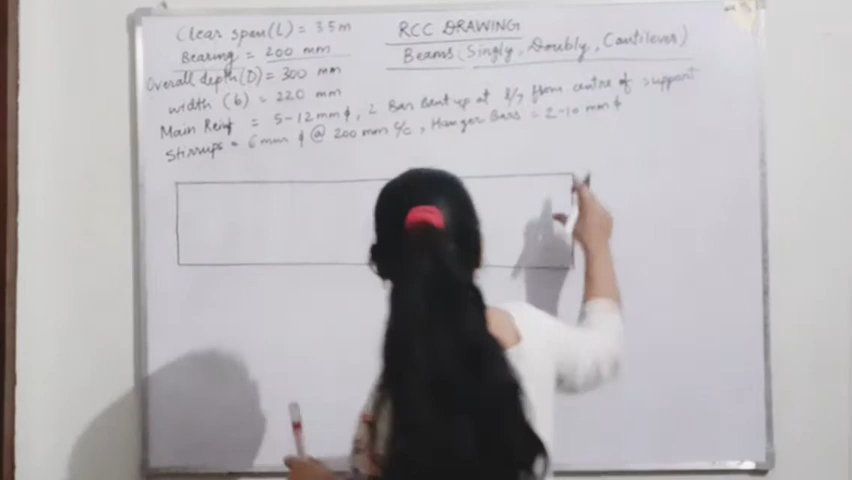 Clear span(L) = 3.5 m
Bearing = 200 mm
Overall depth(D) = 300 mm
width (b) = 220 mm
Main Reinf = 5-12 mm ϕ, 2 Bar bent up at l/7 from centre of support
Stirrups = 6 mm ϕ @ 200 mm c/c, Hanger Bars = 2-10 mm ϕ
RCC DRAWING
Beams (Singly, Doubly, Cantilever)